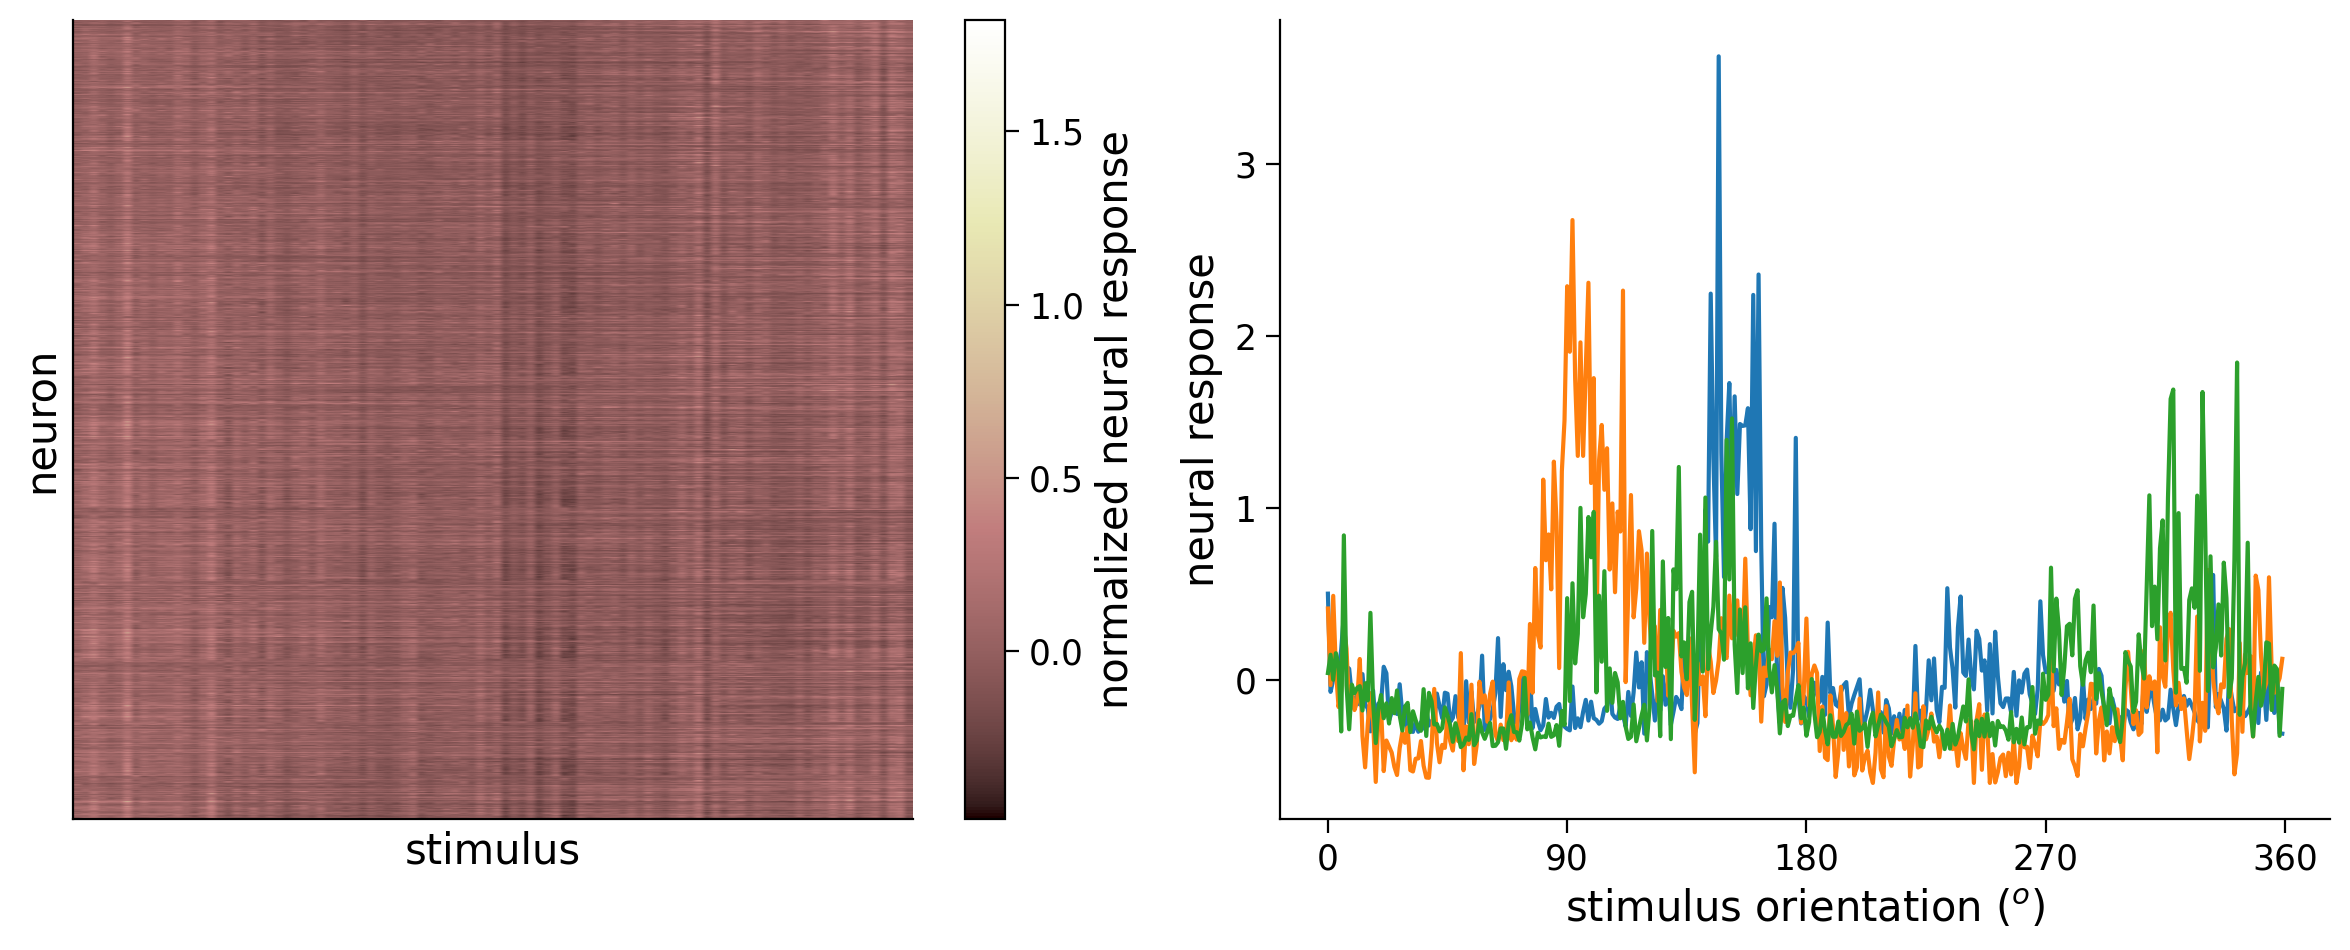 neuron
stimulus
1.5
1.0
0.5
0.0
normalized neural response
neural response
3
2
1
0
0 90 180 270 360
stimulus orientation (o)